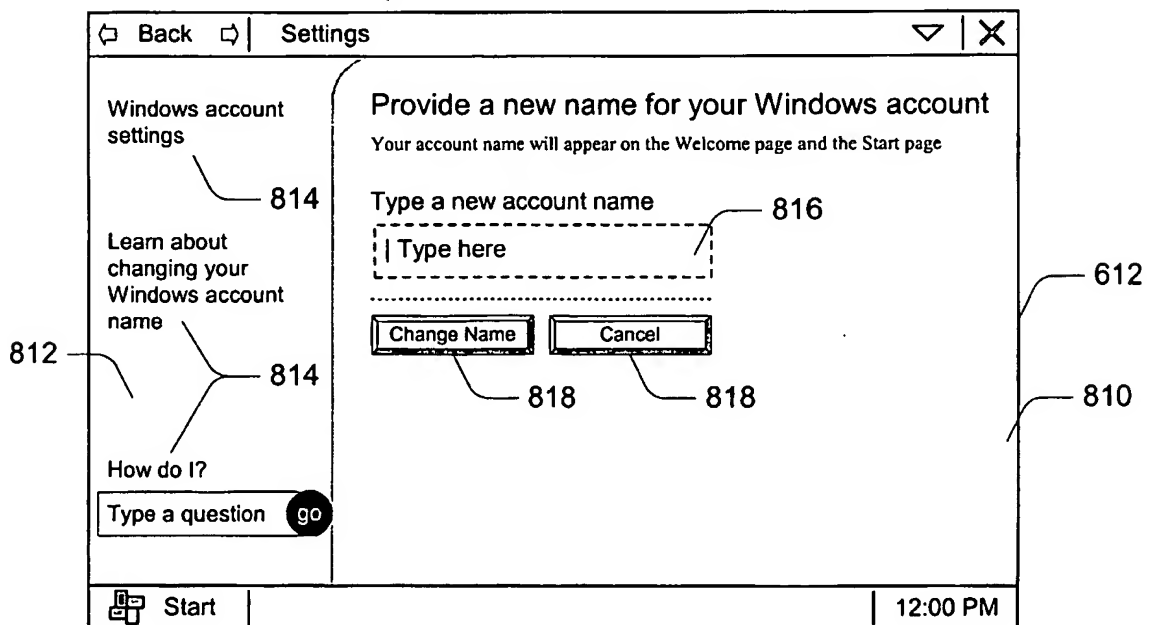 Back Settings
Windows account
settings
814
Learn about
changing your
Windows account
name
812
814
How do I?
Type a question go
Provide a new name for your Windows account
Your account name will appear on the Welcome page and the Start page
Type a new account name
816
| Type here
612
Change Name Cancel
818 818
810
Start 12:00 PM